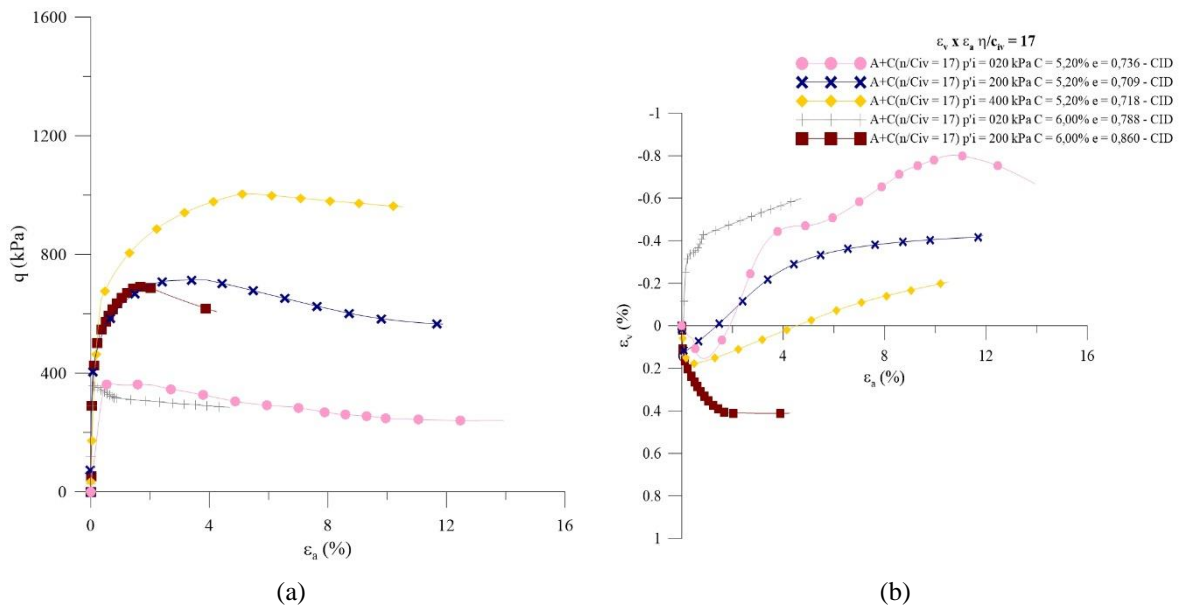 1600
1200
800
400
0
q (kPa)
0
4
8
12
16
εa (%)
(a)
εv x εa η/civ = 17
A+C(n/Civ = 17) p'i = 020 kPa C = 5,20% e = 0,736 - CID
A+C(n/Civ = 17) p'i = 200 kPa C = 5,20% e = 0,709 - CID
A+C(n/Civ = 17) p'i = 400 kPa C = 5,20% e = 0,718 - CID
A+C(n/Civ = 17) p'i = 020 kPa C = 6,00% e = 0,788 - CID
A+C(n/Civ = 17) p'i = 200 kPa C = 6,00% e = 0,860 - CID
-1
-0.8
-0.6
-0.4
-0.2
0
0.2
0.4
0.6
0.8
1
εv (%)
4
8
12
16
εa (%)
(b)